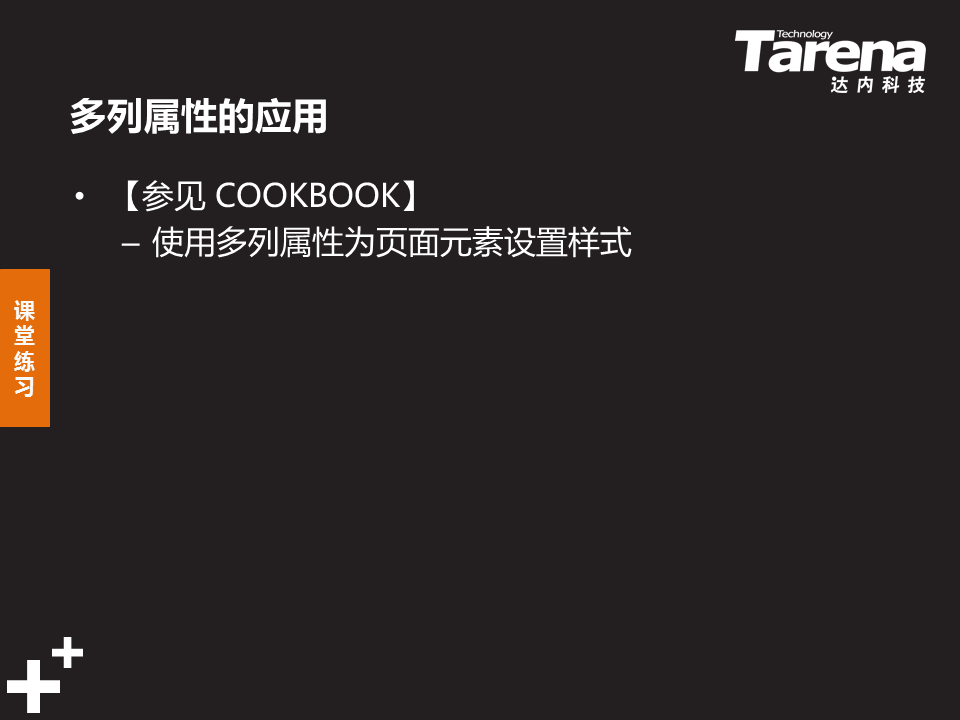 Technology
Tarena
达内科技
多列属性的应用
• 【参见 COOKBOOK】
– 使用多列属性为页面元素设置样式
课
堂
练
习